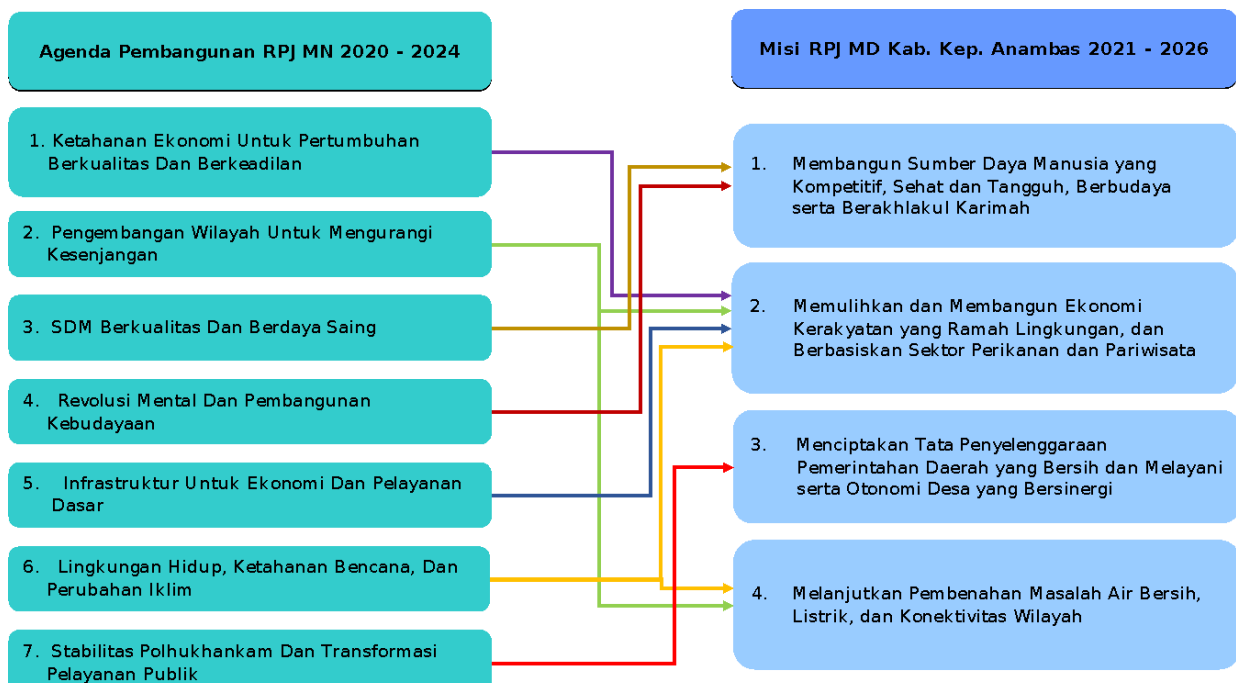 Agenda Pembangunan RPJMN 2020 - 2024
1. Ketahanan Ekonomi Untuk Pertumbuhan
Berkualitas Dan Berkeadilan
2. Pengembangan Wilayah Untuk Mengurangi
Kesenjangan
3. SDM Berkualitas Dan Berdaya Saing
4. Revolusi Mental Dan Pembangunan
Kebudayaan
5. Infrastruktur Untuk Ekonomi Dan Pelayanan
Dasar
6. Lingkungan Hidup, Ketahanan Bencana, Dan
Perubahan Iklim
7. Stabilitas Polhukhankam Dan Transformasi
Pelayanan Publik
Misi RPJMD Kab. Kep. Anambas 2021 - 2026
1. Membangun Sumber Daya Manusia yang
Kompetitif, Sehat dan Tangguh, Berbudaya
serta Berakhlakul Karimah
2. Memulihkan dan Membangun Ekonomi
Kerakyatan yang Ramah Lingkungan, dan
Berbasiskan Sektor Perikanan dan Pariwisata
3. Menciptakan Tata Penyelenggaraan
Pemerintahan Daerah yang Bersih dan Melayani
serta Otonomi Desa yang Bersinergi
4. Melanjutkan Pembenahan Masalah Air Bersih,
Listrik, dan Konektivitas Wilayah